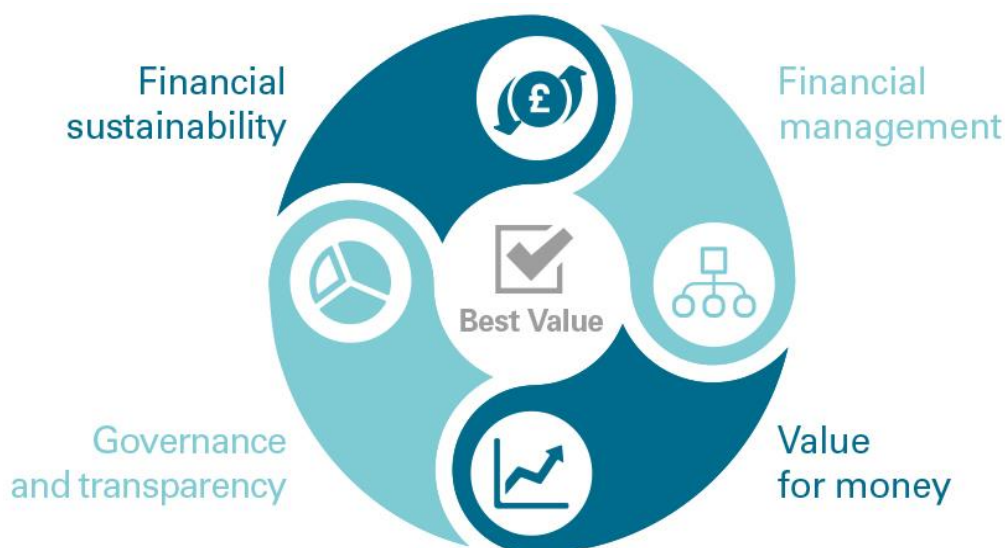 Financial
sustainability
Financial
management
£
Best Value
Governance
and transparency
Value
for money